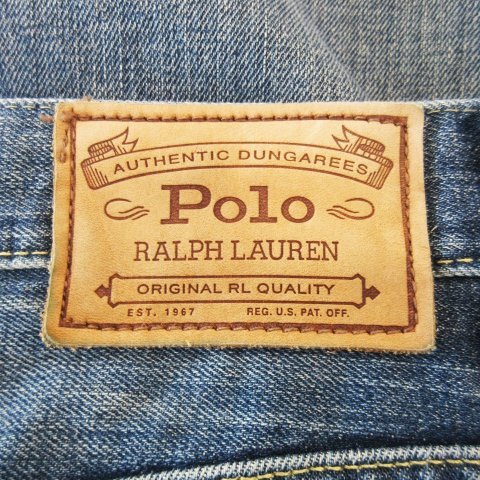 AUTHENTIC DUNGAREES
Polo
RALPH LAUREN
ORIGINAL RL QUALITY
EST. 1967 REG. U.S. PAT. OFF.